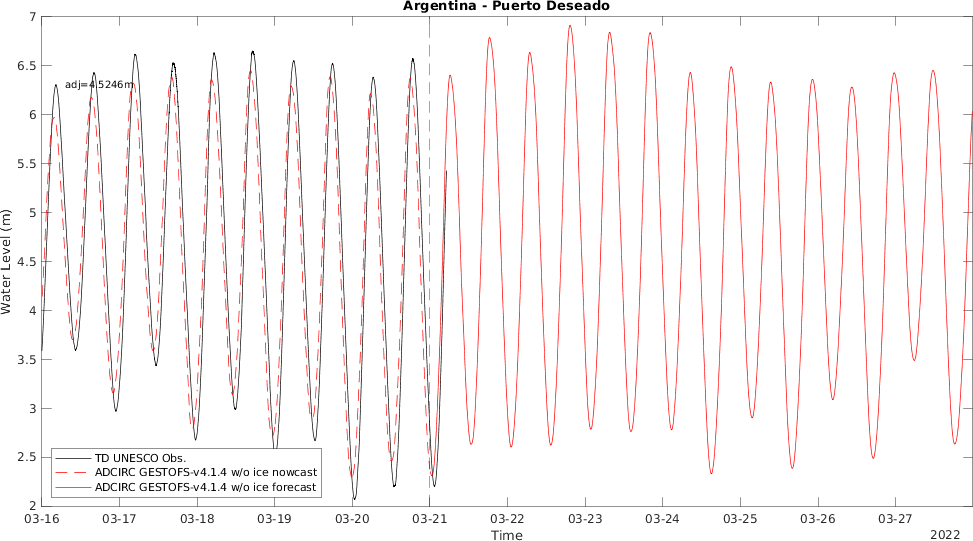 Argentina - Puerto Deseado
7
6.5
6
5.5
5
4.5
4
3.5
3
2.5
2
Water Level (m)
adj=4.5246m
TD UNESCO Obs.
ADCIRC GESTOFS-v4.1.4 w/o ice nowcast
ADCIRC GESTOFS-v4.1.4 w/o ice forecast
03-16 03-17 03-18 03-19 03-20 03-21 03-22 03-23 03-24 03-25 03-26 03-27
Time
2022